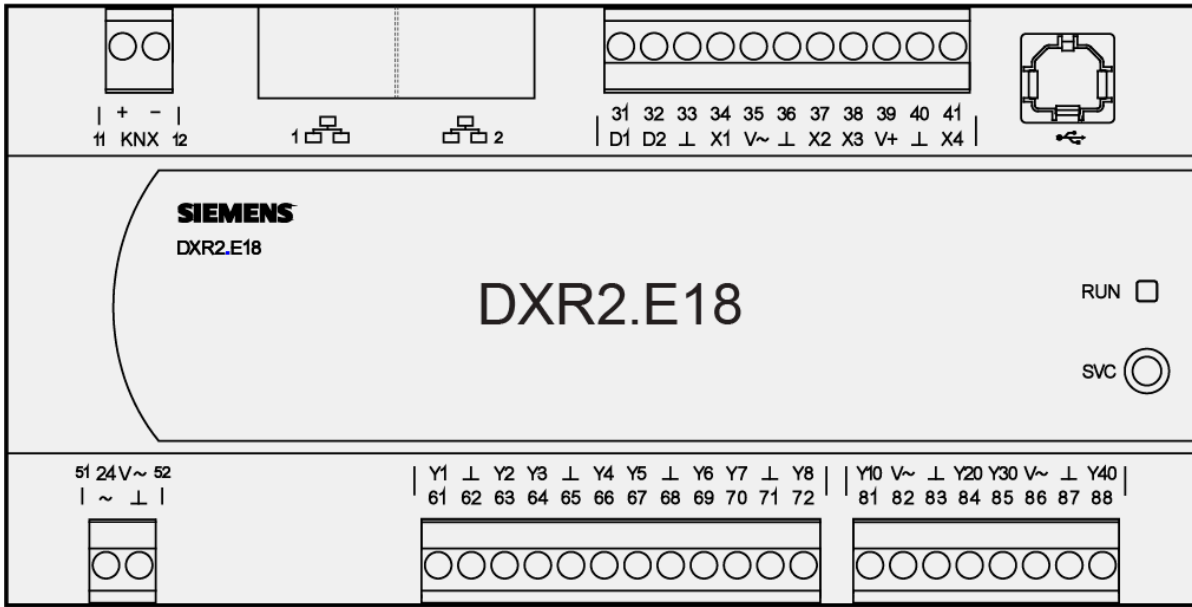 + −
11 KNX 12
1
2
31 32 33 34 35 36 37 38 39 40 41
D1 D2 ⊥ X1 V~ ⊥ X2 X3 V+ ⊥ X4
SIEMENS
DXR2.E18
DXR2.E18
RUN
SVC
51 24V~ 52
~ ⊥
Y1 ⊥ Y2 Y3 ⊥ Y4 Y5 ⊥ Y6 Y7 ⊥ Y8
61 62 63 64 65 66 67 68 69 70 71 72
Y10 V~ ⊥ Y20 Y30 V~ ⊥ Y40
81 82 83 84 85 86 87 88